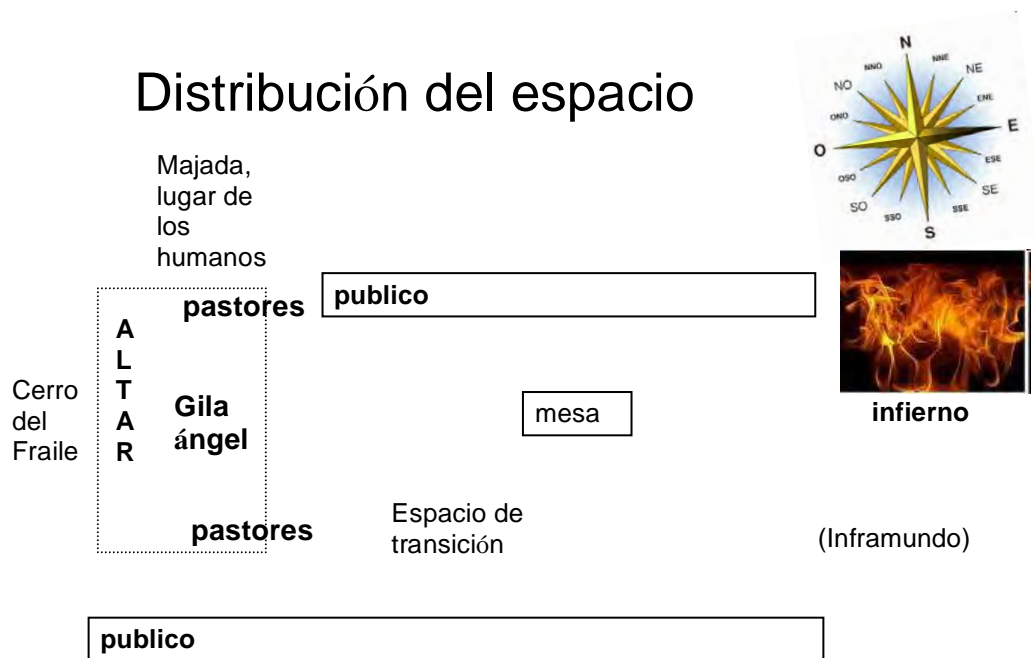 Distribución del espacio
N
NNO
NNE
NO
NE
ONO
ENE
O
E
OSO
ESE
SO
SE
SSO
SSE
S
Majada,
lugar de
los
humanos
pastores
publico
A
L
T
A
R
Cerro
del
Fraile
Gila
ángel
mesa
infierno
pastores
Espacio de
transición
(Inframundo)
publico